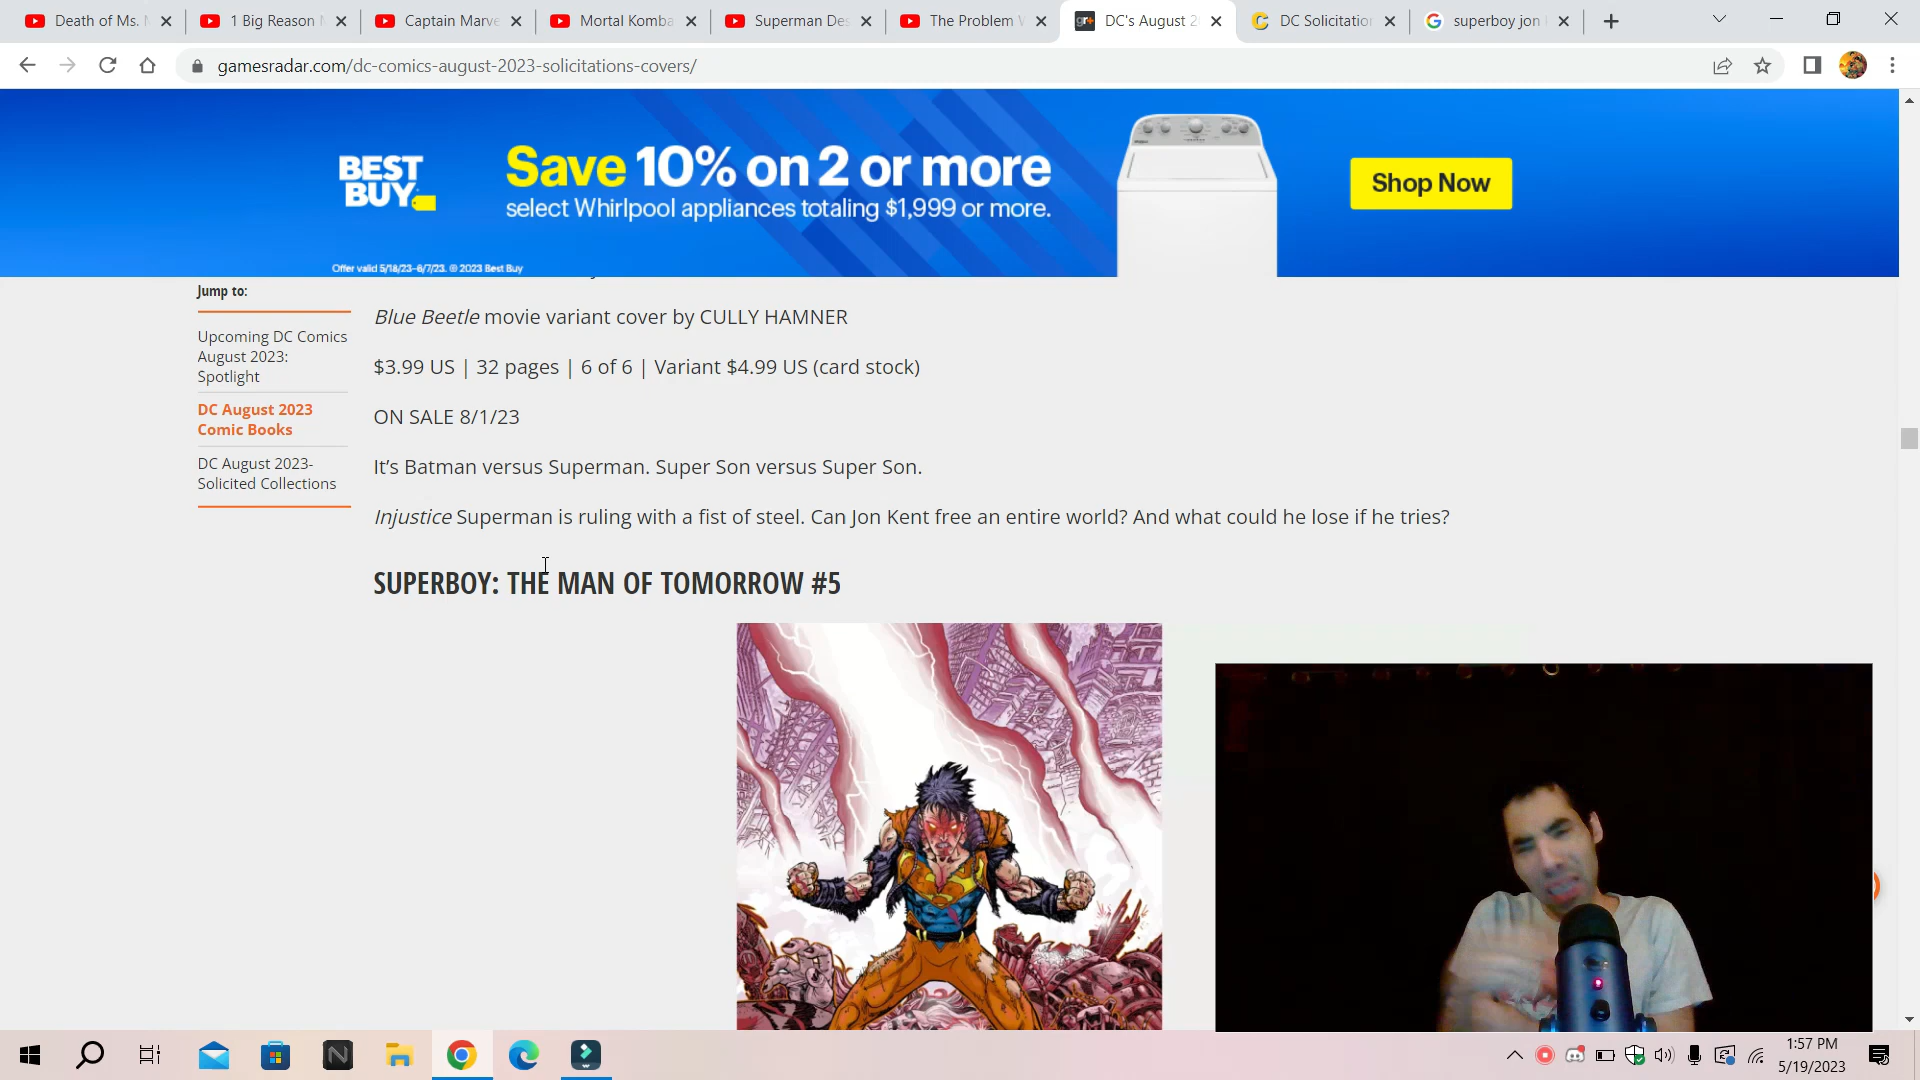 Death of Ms.
1 Big Reason
Captain Marve
Mortal Komba
Superman Des
The Problem
gr+ DC's August 2
DC Solicitatio
superboy jon
gamesradar.com/dc-comics-august-2023-solicitations-covers/
BEST
BUY
Save 10% on 2 or more
select Whirlpool appliances totaling $1,999 or more.
Shop Now
Offer valid 5/18/23–6/7/23. © 2023 Best Buy
Jump to:
Upcoming DC Comics
August 2023:
Spotlight
DC August 2023
Comic Books
DC August 2023-
Solicited Collections
Blue Beetle movie variant cover by CULLY HAMNER
$3.99 US | 32 pages | 6 of 6 | Variant $4.99 US (card stock)
ON SALE 8/1/23
It’s Batman versus Superman. Super Son versus Super Son.
Injustice Superman is ruling with a fist of steel. Can Jon Kent free an entire world? And what could he lose if he tries?
SUPERBOY: THE MAN OF TOMORROW #5
1:57 PM
5/19/2023